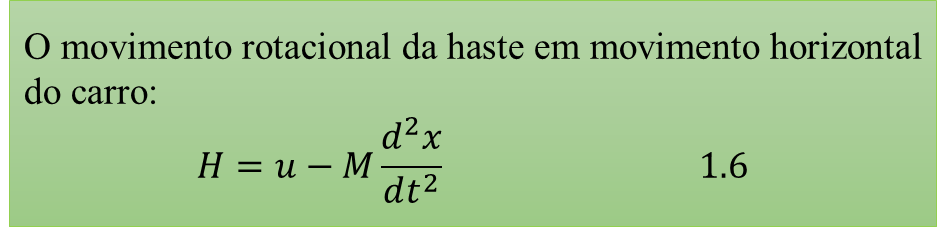 O movimento rotacional da haste em movimento horizontal
do carro:
H = u − M d²x/dt² 1.6